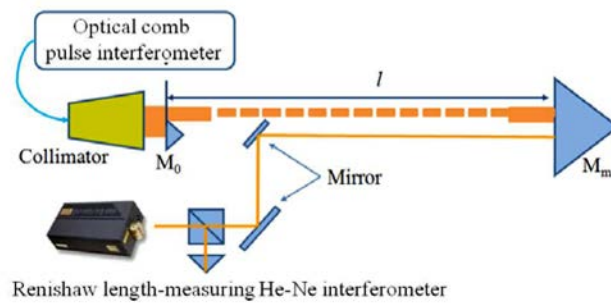 Optical comb
pulse interferometer
l
Collimator
M0
Mirror
Mm
Renishaw length-measuring He-Ne interferometer